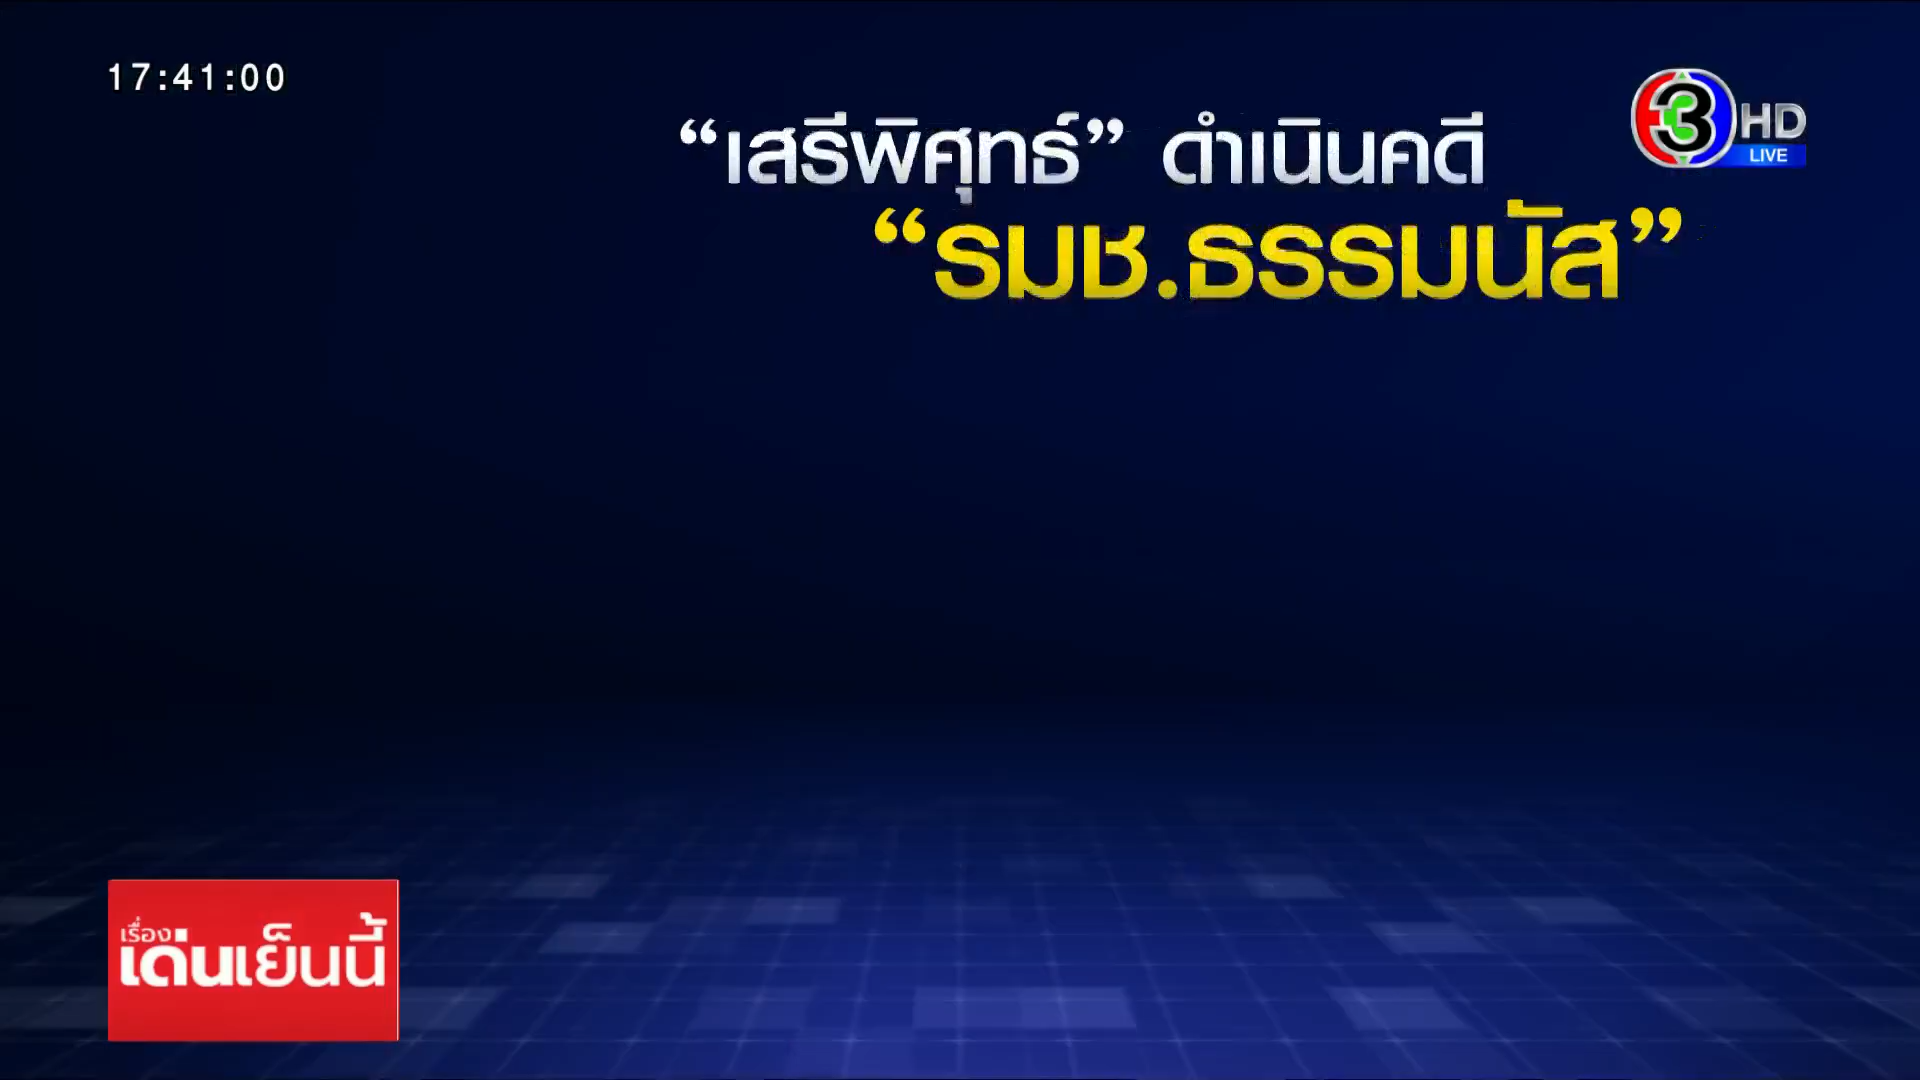 17:41:00
3 HD
LIVE
“เสรีพิศุทธ์” ดำเนินคดี
“รมช.ธรรมนัส”
เรื่อง
เด่นเย็นนี้